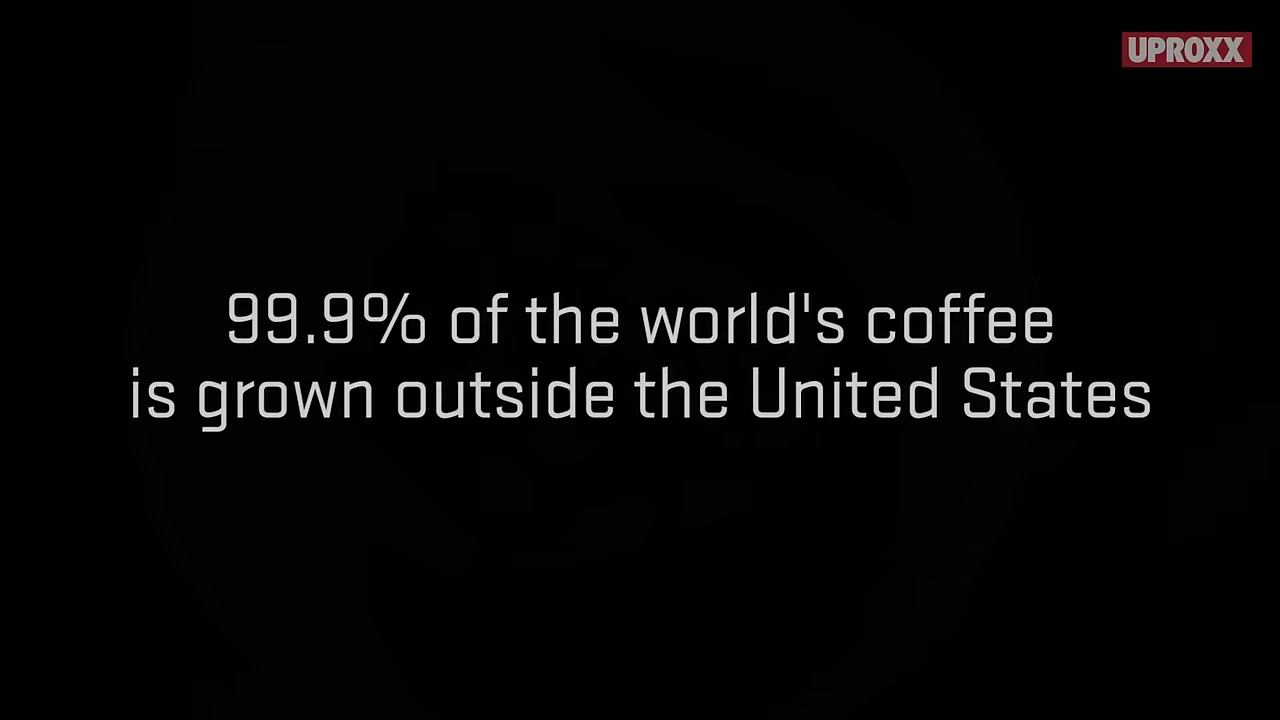 UPROXX
99.9% of the world's coffee
is grown outside the United States